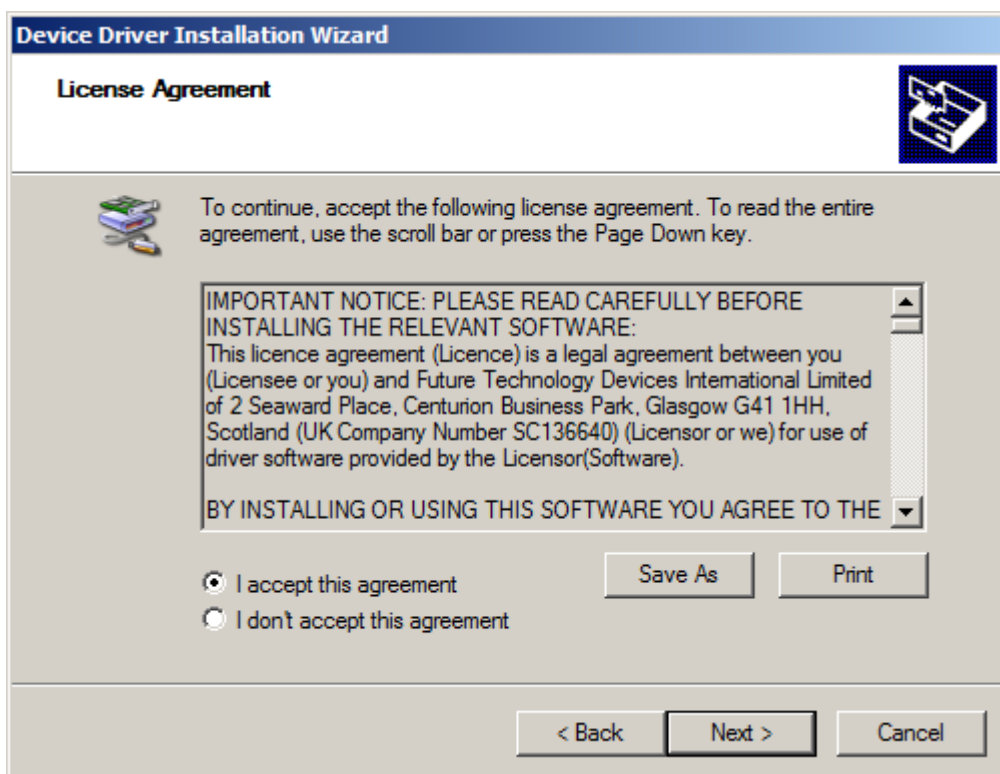 Device Driver Installation Wizard
License Agreement
To continue, accept the following license agreement. To read the entire
agreement, use the scroll bar or press the Page Down key.
IMPORTANT NOTICE: PLEASE READ CAREFULLY BEFORE
INSTALLING THE RELEVANT SOFTWARE:
This licence agreement (Licence) is a legal agreement between you
(Licensee or you) and Future Technology Devices International Limited
of 2 Seaward Place, Centurion Business Park, Glasgow G41 1HH,
Scotland (UK Company Number SC136640) (Licensor or we) for use of
driver software provided by the Licensor(Software).
BY INSTALLING OR USING THIS SOFTWARE YOU AGREE TO THE
I accept this agreement
Save As
Print
I don't accept this agreement
< Back
Next >
Cancel